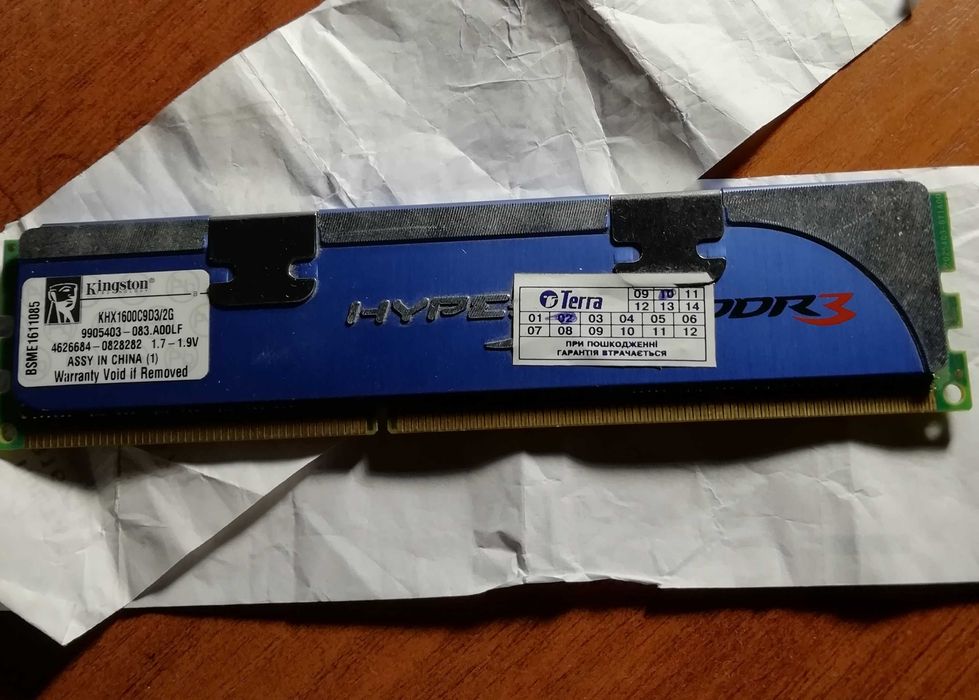 Kingston
KHX1600C9D3/2G
9905403-083.A00LF
4626684-0828282 1.7-1.9V
ASSY IN CHINA (1)
Warranty Void if Removed
BSME1611085
HYPE
DDR3
Terra
09 10 11
12 13 14
01 02 03 04 05 06
07 08 09 10 11 12
ПРИ ПОШКОДЖЕННІ
ГАРАНТІЯ ВТРАЧАЄТЬСЯ